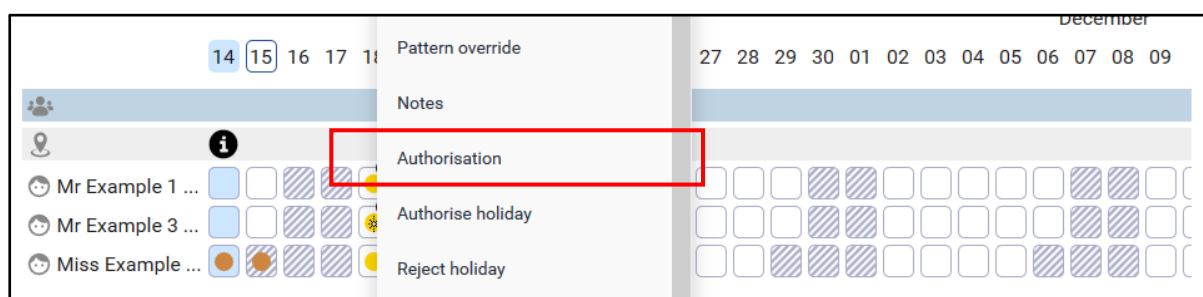 December
14 15 16 17 18 27 28 29 30 01 02 03 04 05 06 07 08 09
Pattern override
Notes
Authorisation
Mr Example 1 ...
Authorise holiday
Mr Example 3 ...
Reject holiday
Miss Example ...